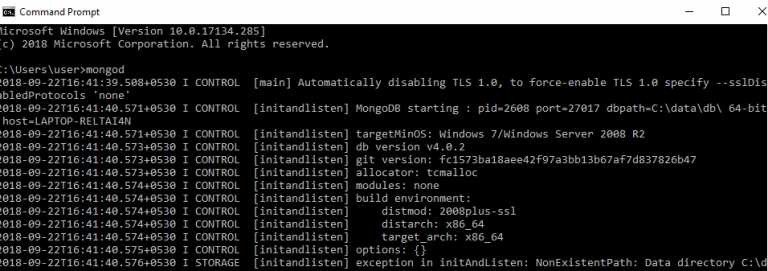 Command Prompt
Microsoft Windows [Version 10.0.17134.285]
(c) 2018 Microsoft Corporation. All rights reserved.
C:\Users\user>mongod
2018-09-22T16:41:39.508+0530 I CONTROL  [main] Automatically disabling TLS 1.0, to force-enable TLS 1.0 specify --sslDis
abledProtocols 'none'
2018-09-22T16:41:40.571+0530 I CONTROL  [initandlisten] MongoDB starting : pid=2608 port=27017 dbpath=C:\data\db\ 64-bit
 host=LAPTOP-RELTAI4N
2018-09-22T16:41:40.571+0530 I CONTROL  [initandlisten] targetMinOS: Windows 7/Windows Server 2008 R2
2018-09-22T16:41:40.573+0530 I CONTROL  [initandlisten] db version v4.0.2
2018-09-22T16:41:40.573+0530 I CONTROL  [initandlisten] git version: fc1573ba18aee42f97a3bb13b67af7d837826b47
2018-09-22T16:41:40.573+0530 I CONTROL  [initandlisten] allocator: tcmalloc
2018-09-22T16:41:40.574+0530 I CONTROL  [initandlisten] modules: none
2018-09-22T16:41:40.574+0530 I CONTROL  [initandlisten] build environment:
2018-09-22T16:41:40.574+0530 I CONTROL  [initandlisten]     distmod: 2008plus-ssl
2018-09-22T16:41:40.574+0530 I CONTROL  [initandlisten]     distarch: x86_64
2018-09-22T16:41:40.574+0530 I CONTROL  [initandlisten]     target_arch: x86_64
2018-09-22T16:41:40.574+0530 I CONTROL  [initandlisten] options: {}
2018-09-22T16:41:40.576+0530 I STORAGE  [initandlisten] exception in initAndListen: NonExistentPath: Data directory C:\d